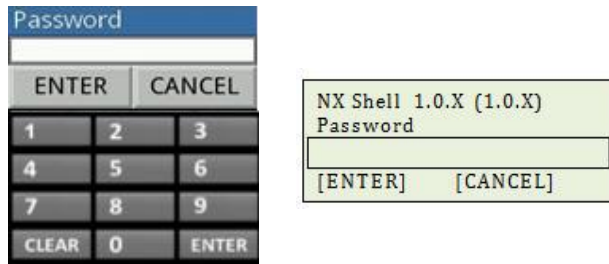 Password
ENTER CANCEL
1 2 3
4 5 6
7 8 9
CLEAR 0 ENTER
NX Shell 1.0.X (1.0.X)
Password
[ENTER] [CANCEL]